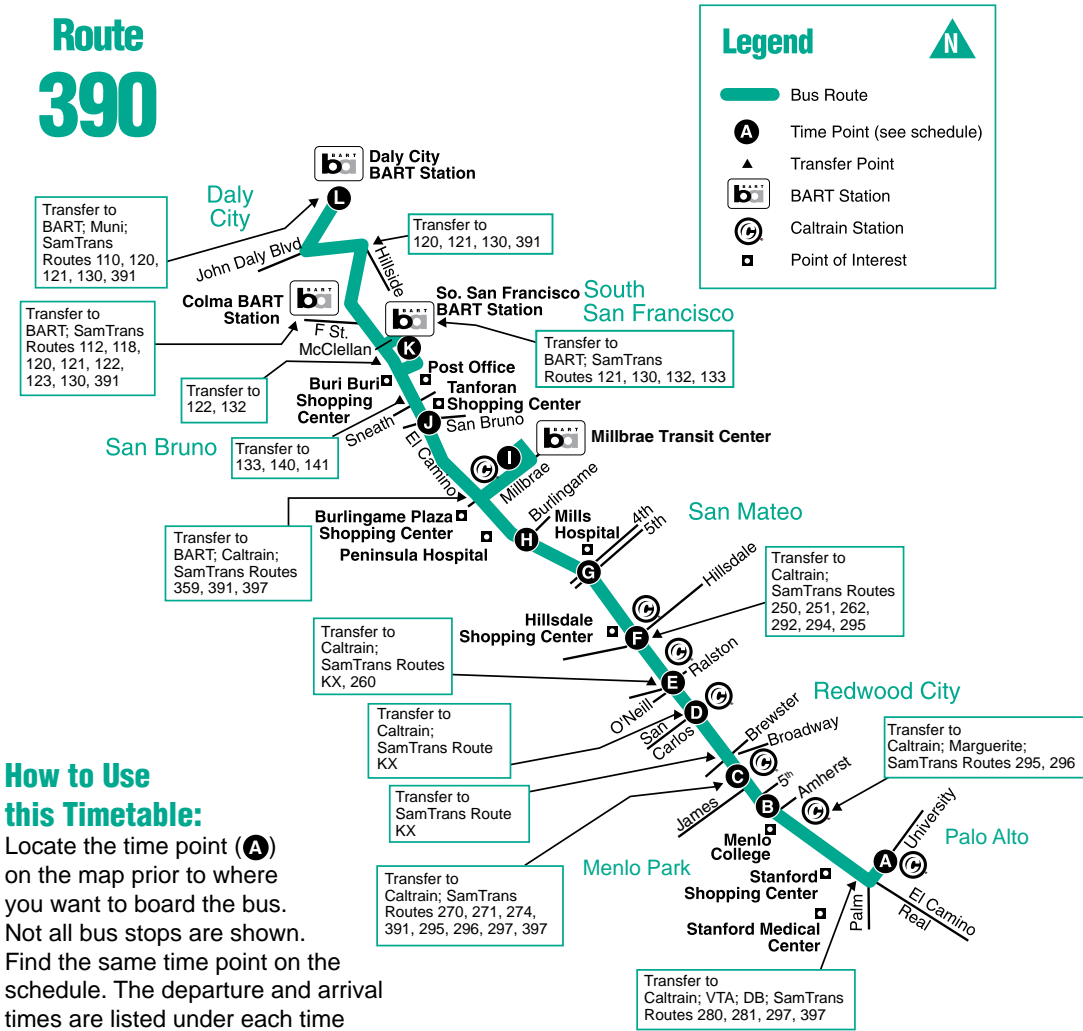 Route
390
Legend
N
Bus Route
A
Time Point (see schedule)
Transfer Point
BART
ba
BART Station
C
Caltrain Station
Point of Interest
BART
ba
Daly City
BART Station
L
Daly
City
Transfer to
BART; Muni;
SamTrans
Routes 110, 120,
121, 130, 391
John Daly Blvd
Hillside
Transfer to
120, 121, 130, 391
Colma BART
Station
BART
ba
F St.
McClellan
Transfer to
BART; SamTrans
Routes 112, 118,
120, 121, 122,
123, 130, 391
BART
ba
So. San Francisco
BART Station
South
San Francisco
K
Transfer to
BART; SamTrans
Routes 121, 130, 132, 133
Transfer to
122, 132
Buri Buri
Shopping
Center
Post Office
Tanforan
Shopping Center
Sneath
J
San Bruno
El Camino
San Bruno
Transfer to
133, 140, 141
BART
ba
Millbrae Transit Center
C
I
Millbrae
Burlingame
Burlingame Plaza
Shopping Center
Peninsula Hospital
Transfer to
BART; Caltrain;
SamTrans Routes
359, 391, 397
H
Mills
Hospital
4th
5th
San Mateo
G
Hillsdale
Transfer to
Caltrain;
SamTrans Routes
250, 251, 262,
292, 294, 295
C
Hillsdale
Shopping Center
F
Transfer to
Caltrain;
SamTrans Routes
KX, 260
C
Ralston
E
O'Neill
D
C
San
Carlos
Redwood City
Transfer to
Caltrain;
SamTrans Route
KX
Brewster
Broadway
Transfer to
SamTrans Route
KX
C
C
James
5th
Transfer to
Caltrain; Marguerite;
SamTrans Routes 295, 296
B
Amherst
C
Menlo
College
Menlo Park
Transfer to
Caltrain; SamTrans
Routes 270, 271, 274,
391, 295, 296, 297, 397
University
Palo Alto
A
C
Stanford
Shopping Center
Stanford Medical
Center
Palm
El Camino
Real
Transfer to
Caltrain; VTA; DB; SamTrans
Routes 280, 281, 297, 397
How to Use
this Timetable:
Locate the time point (A)
on the map prior to where
you want to board the bus.
Not all bus stops are shown.
Find the same time point on the
schedule. The departure and arrival
times are listed under each time